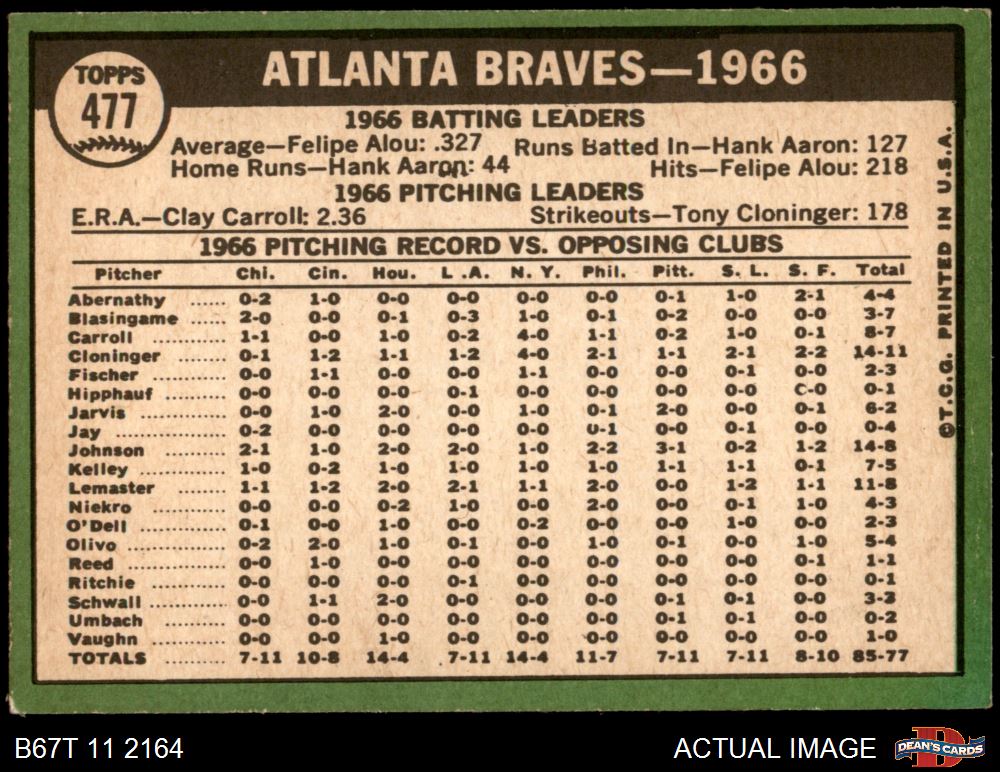 TOPPS
477
ATLANTA BRAVES—1966
1966 BATTING LEADERS
Average—Felipe Alou: .327 Runs Batted In—Hank Aaron: 127
Home Runs—Hank Aaron: 44 Hits—Felipe Alou: 218
1966 PITCHING LEADERS
E.R.A.—Clay Carroll: 2.36 Strikeouts—Tony Cloninger: 178
1966 PITCHING RECORD VS. OPPOSING CLUBS
Pitcher Chi. Cin. Hou. L .A. N. Y. Phil. Pitt. S. L. S. F. Total
Abernathy ...... 0-2 1-0 0-0 0-0 0-0 0-0 0-1 1-0 2-1 4-4
Blasingame ...... 2-0 0-0 0-1 0-3 1-0 0-1 0-2 0-0 0-0 3-7
Carroll ............ 1-1 0-0 1-0 0-2 4-0 1-1 0-2 1-0 0-1 8-7
Cloninger ........ 0-1 1-2 1-1 1-2 4-0 2-1 1-1 2-1 2-2 14-11
Fischer ............ 0-0 1-1 0-0 0-0 1-1 0-0 0-0 0-1 0-0 2-3
Hipphauf ........ 0-0 0-0 0-0 0-1 0-0 0-0 0-0 0-0 0-0 0-1
Jarvis .............. 0-0 1-0 2-0 0-0 1-0 0-1 2-0 0-0 0-1 6-2
Jay .................. 0-2 0-0 0-0 0-0 0-0 0-1 0-0 0-1 0-0 0-4
Johnson .......... 2-1 1-0 2-0 2-0 1-0 2-2 3-1 0-2 1-2 14-8
Kelley .............. 1-0 0-2 1-0 1-0 1-0 1-0 1-1 1-1 0-1 7-5
Lemaster ........ 1-1 1-2 2-0 2-1 1-1 2-0 0-0 1-2 1-1 11-8
Niekro ............ 0-0 0-0 0-2 1-0 0-0 2-0 0-0 0-1 1-0 4-3
O'Dell .............. 0-1 0-0 1-0 0-0 0-2 0-0 0-0 1-0 0-0 2-3
Olivo ................ 0-2 2-0 1-0 0-1 0-0 1-0 0-1 0-0 1-0 5-4
Reed ................ 0-0 1-0 0-0 0-0 0-0 0-0 0-0 0-0 0-1 1-1
Ritchie ............ 0-0 0-0 0-0 0-1 0-0 0-0 0-0 0-0 0-0 0-1
Schwall ............ 0-0 1-1 2-0 0-0 0-0 0-0 0-1 0-1 0-0 3-3
Umbach .......... 0-0 0-0 0-0 0-0 0-0 0-0 0-1 0-1 0-0 0-2
Vaughn ............ 0-0 0-0 1-0 0-0 0-0 0-0 0-0 0-0 0-0 1-0
TOTALS .......... 7-11 10-8 14-4 7-11 14-4 11-7 7-11 7-11 8-10 85-77
©T.C.G. PRINTED IN U.S.A.
B67T 11 2164
ACTUAL IMAGE
DEAN'S CARDS